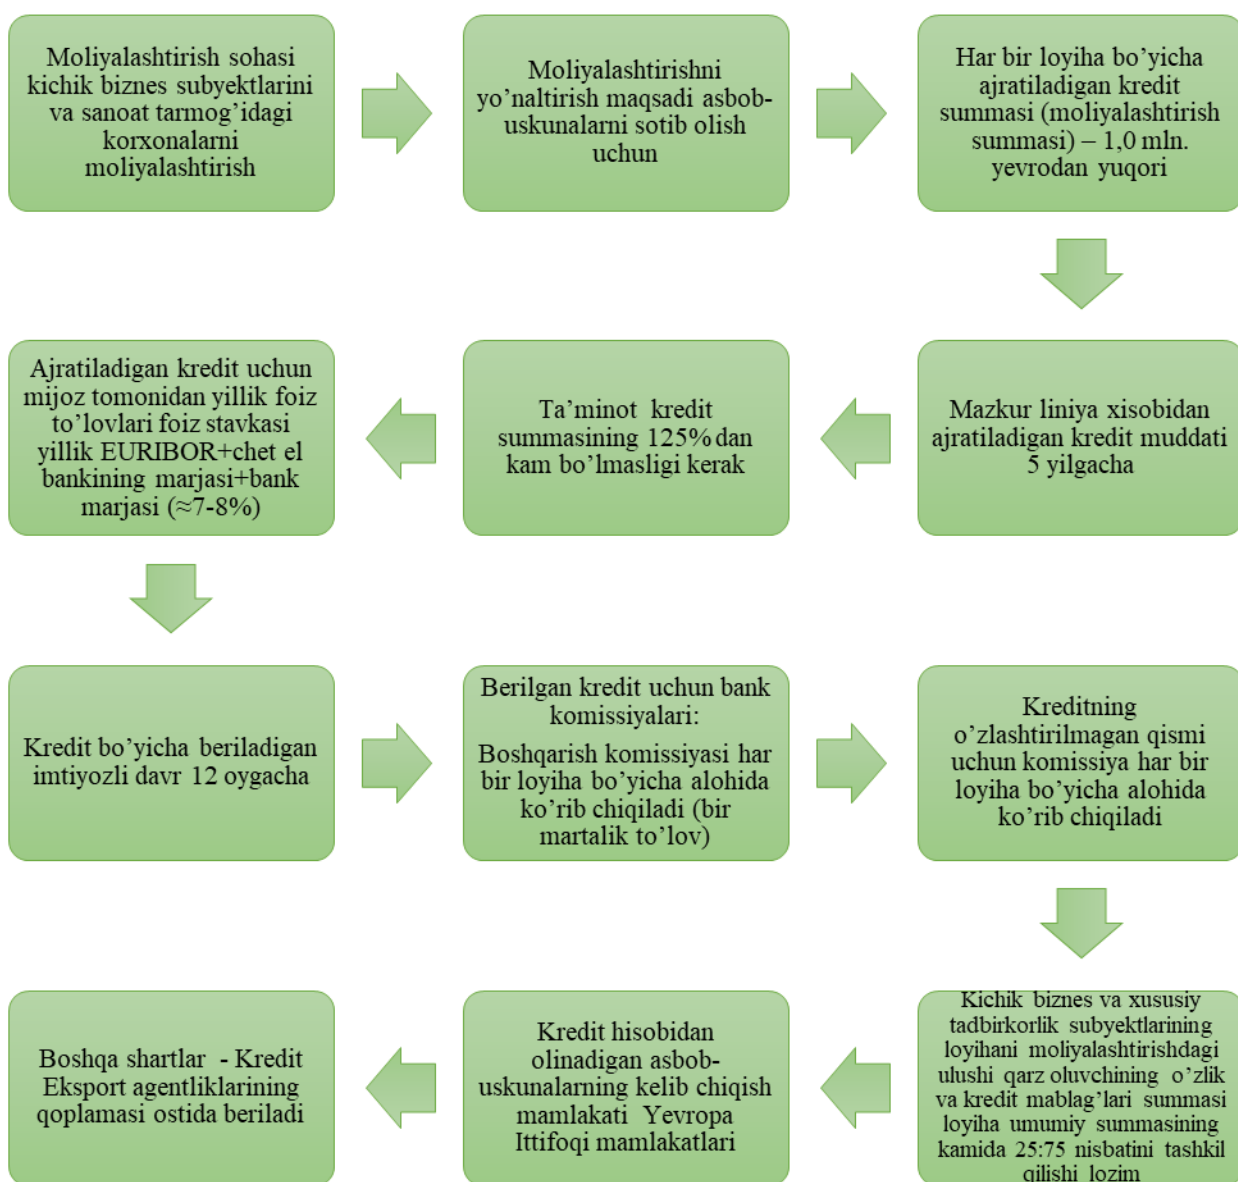 Moliyalashtirish sohasi
kichik biznes subyektlarini
va sanoat tarmog’idagi
korxonalarni
moliyalashtirish
Moliyalashtirishni
yo’naltirish maqsadi asbob-
uskunalarni sotib olish
uchun
Har bir loyiha bo’yicha
ajratiladigan kredit
summasi (moliyalashtirish
summasi) – 1,0 mln.
yevrodan yuqori
Mazkur liniya xisobidan
ajratiladigan kredit muddati
5 yilgacha
Ta’minot kredit
summasining 125% dan
kam bo’lmasligi kerak
Ajratiladigan kredit uchun
mijoz tomonidan yillik foiz
to’lovlari foiz stavkasi
yillik EURIBOR+chet el
bankining marjasi+bank
marjasi (≈7-8%)
Kredit bo’yicha beriladigan
imtiyozli davr 12 oygacha
Berilgan kredit uchun bank
komissiyalari:
Boshqarish komissiyasi har
bir loyiha bo’yicha alohida
ko’rib chiqiladi (bir
martalik to’lov)
Kreditning
o’zlashtirilmagan qismi
uchun komissiya har bir
loyiha bo’yicha alohida
ko’rib chiqiladi
Kichik biznes va xususiy
tadbirkorlik subyektlarining
loyihani moliyalashtirishdagi
ulushi qarz oluvchining o’zlik
va kredit mablag’lari summasi
loyiha umumiy summasining
kamida 25:75 nisbatini tashkil
qilishi lozim
Kredit hisobidan
olinadigan asbob-
uskunalarning kelib chiqish
mamlakati Yevropa
Ittifoqi mamlakatlari
Boshqa shartlar - Kredit
Eksport agentliklarining
qoplamasi ostida beriladi